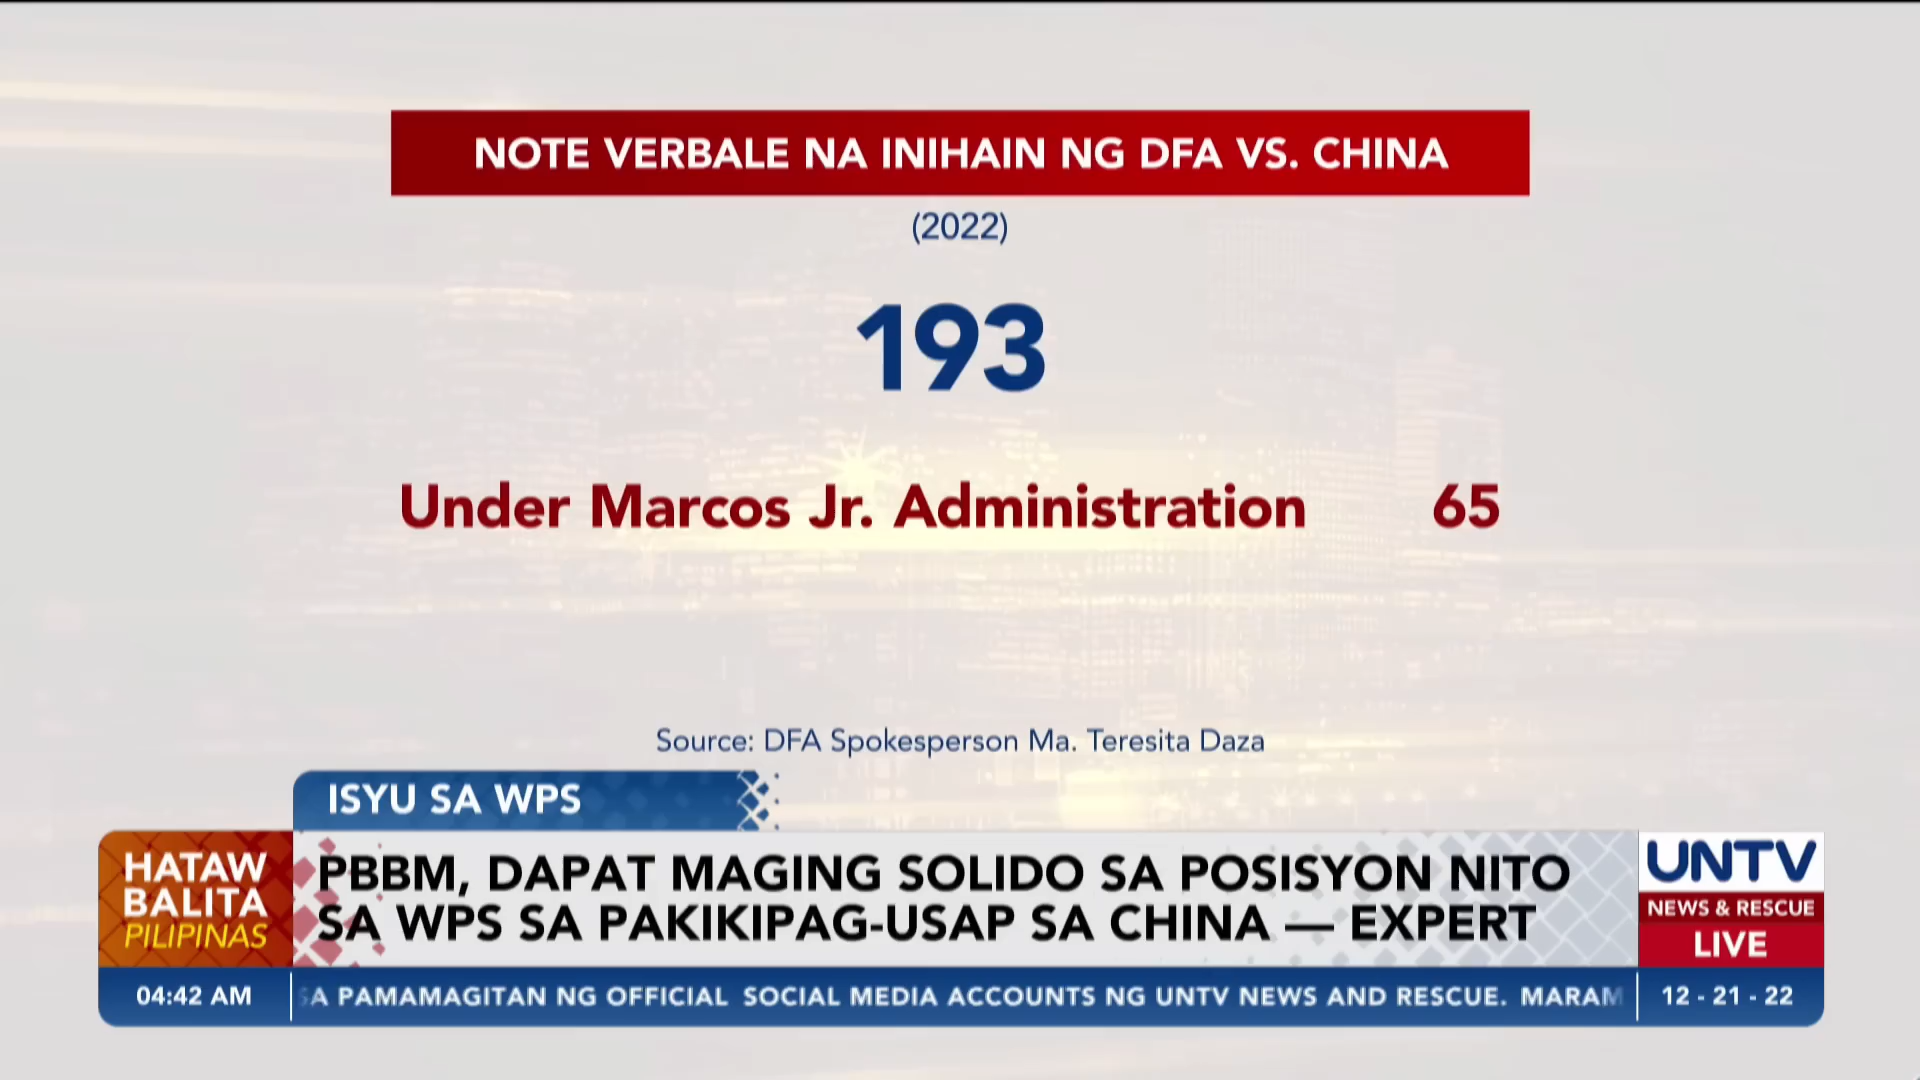 NOTE VERBALE NA INIHAIN NG DFA VS. CHINA
(2022)
193
Under Marcos Jr. Administration 65
Source: DFA Spokesperson Ma. Teresita Daza
ISYU SA WPS
HATAW
BALITA
PILIPINAS
PBBM, DAPAT MAGING SOLIDO SA POSISYON NITO
SA WPS SA PAKIKIPAG-USAP SA CHINA — EXPERT
UNTV
NEWS & RESCUE
LIVE
04:42 AM
SA PAMAMAGITAN NG OFFICIAL SOCIAL MEDIA ACCOUNTS NG UNTV NEWS AND RESCUE. MARAM
12 - 21 - 22